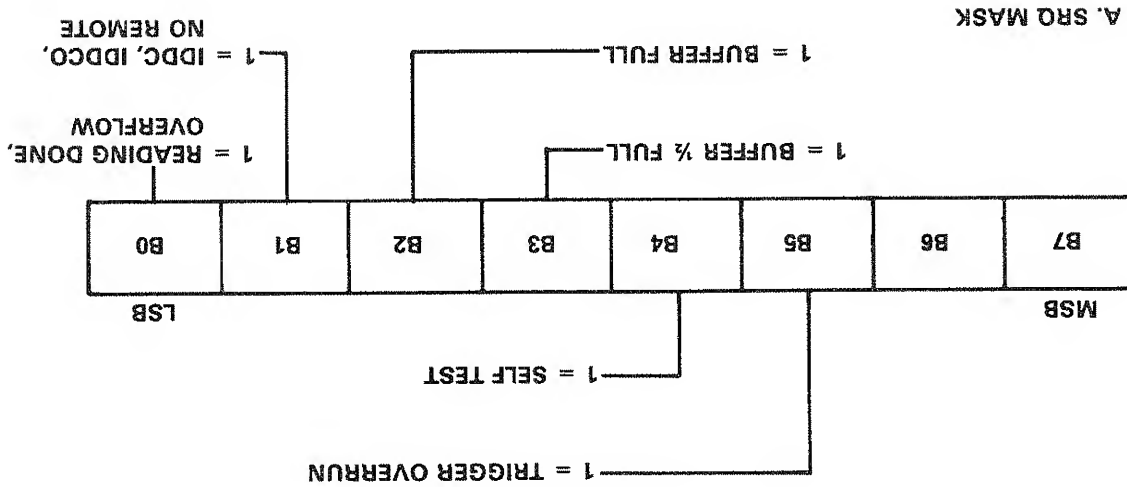 1 = TRIGGER OVERRUN
1 = SELF TEST
MSB LSB
B7 B6 B5 B4 B3 B2 B1 B0
1 = BUFFER ½ FULL
1 = READING DONE,
OVERFLOW
1 = BUFFER FULL
1 = IDDC, IDDCO,
NO REMOTE
A. SRQ MASK